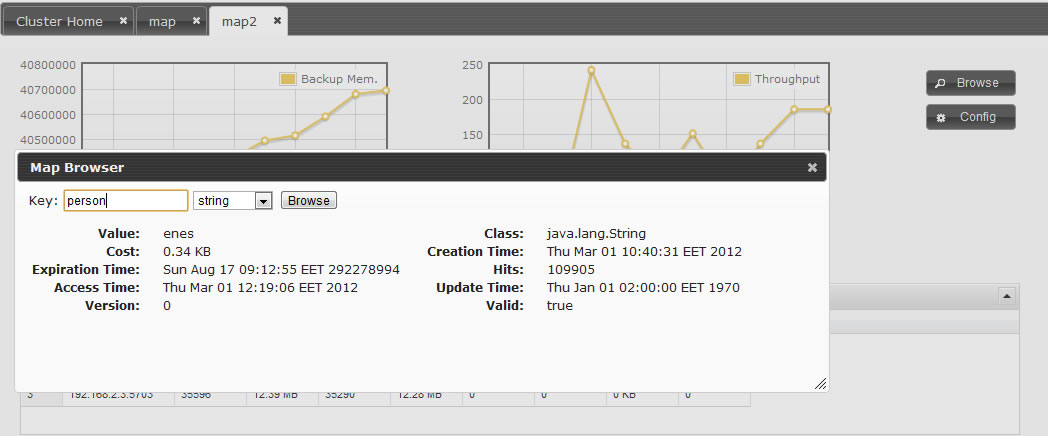 Cluster Home map map2
40800000 Backup Mem. 250 Throughput Browse
40700000 200
40600000 Config
40500000 150
Map Browser
Key: person string Browse
Value: enes Class: java.lang.String
Cost: 0.34 KB Creation Time: Thu Mar 01 10:40:31 EET 2012
Expiration Time: Sun Aug 17 09:12:55 EET 292278994 Hits: 109905
Access Time: Thu Mar 01 12:19:06 EET 2012 Update Time: Thu Jan 01 02:00:00 EET 1970
Version: 0 Valid: true
3 192.168.2.3:5703 35596 12.39 MB 35290 12.28 MB 0 0 0 KB 0